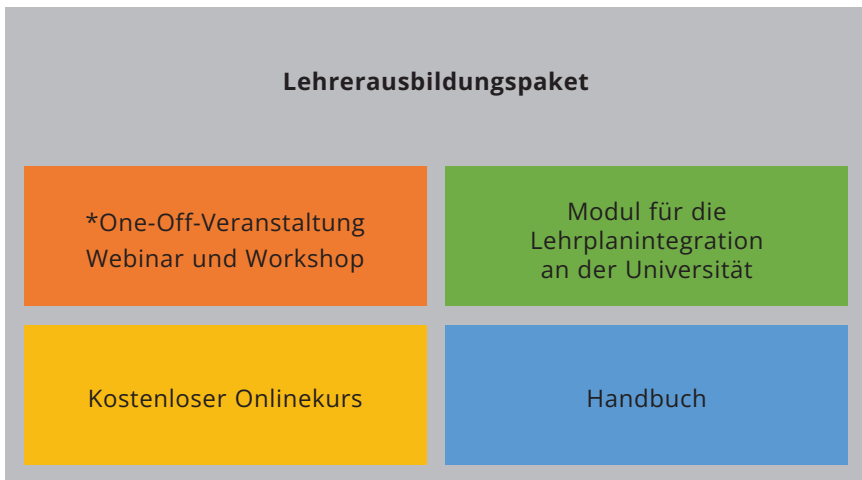 Lehrerausbildungspaket
*One-Off-Veranstaltung
Webinar und Workshop
Modul für die
Lehrplanintegration
an der Universität
Kostenloser Onlinekurs
Handbuch